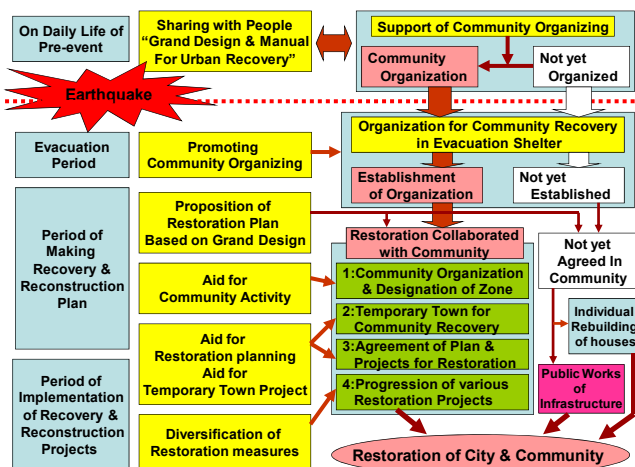 On Daily Life of
Pre-event
Sharing with People
“Grand Design & Manual
For Urban Recovery”
Support of Community Organizing
Community
Organization
Not yet
Organized
Earthquake
Evacuation
Period
Promoting
Community Organizing
Organization for Community Recovery
in Evacuation Shelter
Establishment
of Organization
Not yet
Established
Period of
Making
Recovery &
Reconstruction
Plan
Proposition of
Restoration Plan
Based on Grand Design
Restoration Collaborated
with Community
Not yet
Agreed In
Community
Aid for
Community Activity
1:Community Organization
& Designation of Zone
2:Temporary Town for
Community Recovery
Individual
Rebuilding
of houses
Aid for
Restoration planning
Aid for
Temporary Town Project
3:Agreement of Plan &
Projects for Restoration
Period of
Implementation
of Recovery &
Reconstruction
Projects
4:Progression of various
Restoration Projects
Public Works
of
Infrastructure
Diversification of
Restoration measures
Restoration of City & Community